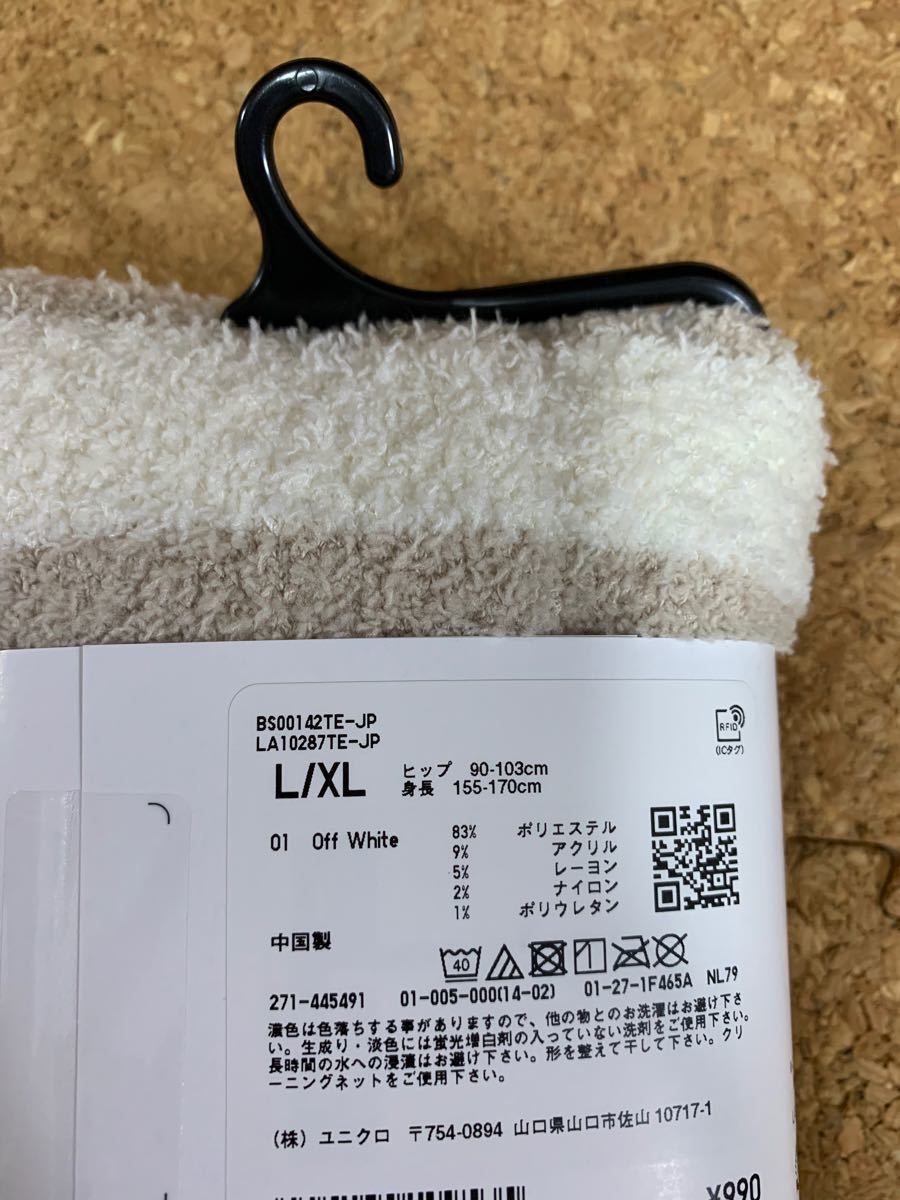 BS00142TE-JP
LA10287TE-JP
RFID
(ICタグ)
L/XL
ヒップ 90-103cm
身長 155-170cm
01 Off White
83% ポリエステル
9% アクリル
5% レーヨン
2% ナイロン
1% ポリウレタン
中国製
40
271-445491 01-005-000(14-02) 01-27-1F465A NL79
濃色は色落ちする事がありますので、他の物とのお洗濯はお避け下さ
い。生成り・淡色には蛍光増白剤の入っていない洗剤をご使用下さい。
長時間の水への浸漬はお避け下さい。形を整えて干して下さい。クリ
ーニングネットをご使用下さい。
(株) ユニクロ 〒754-0894 山口県山口市佐山10717-1
¥990